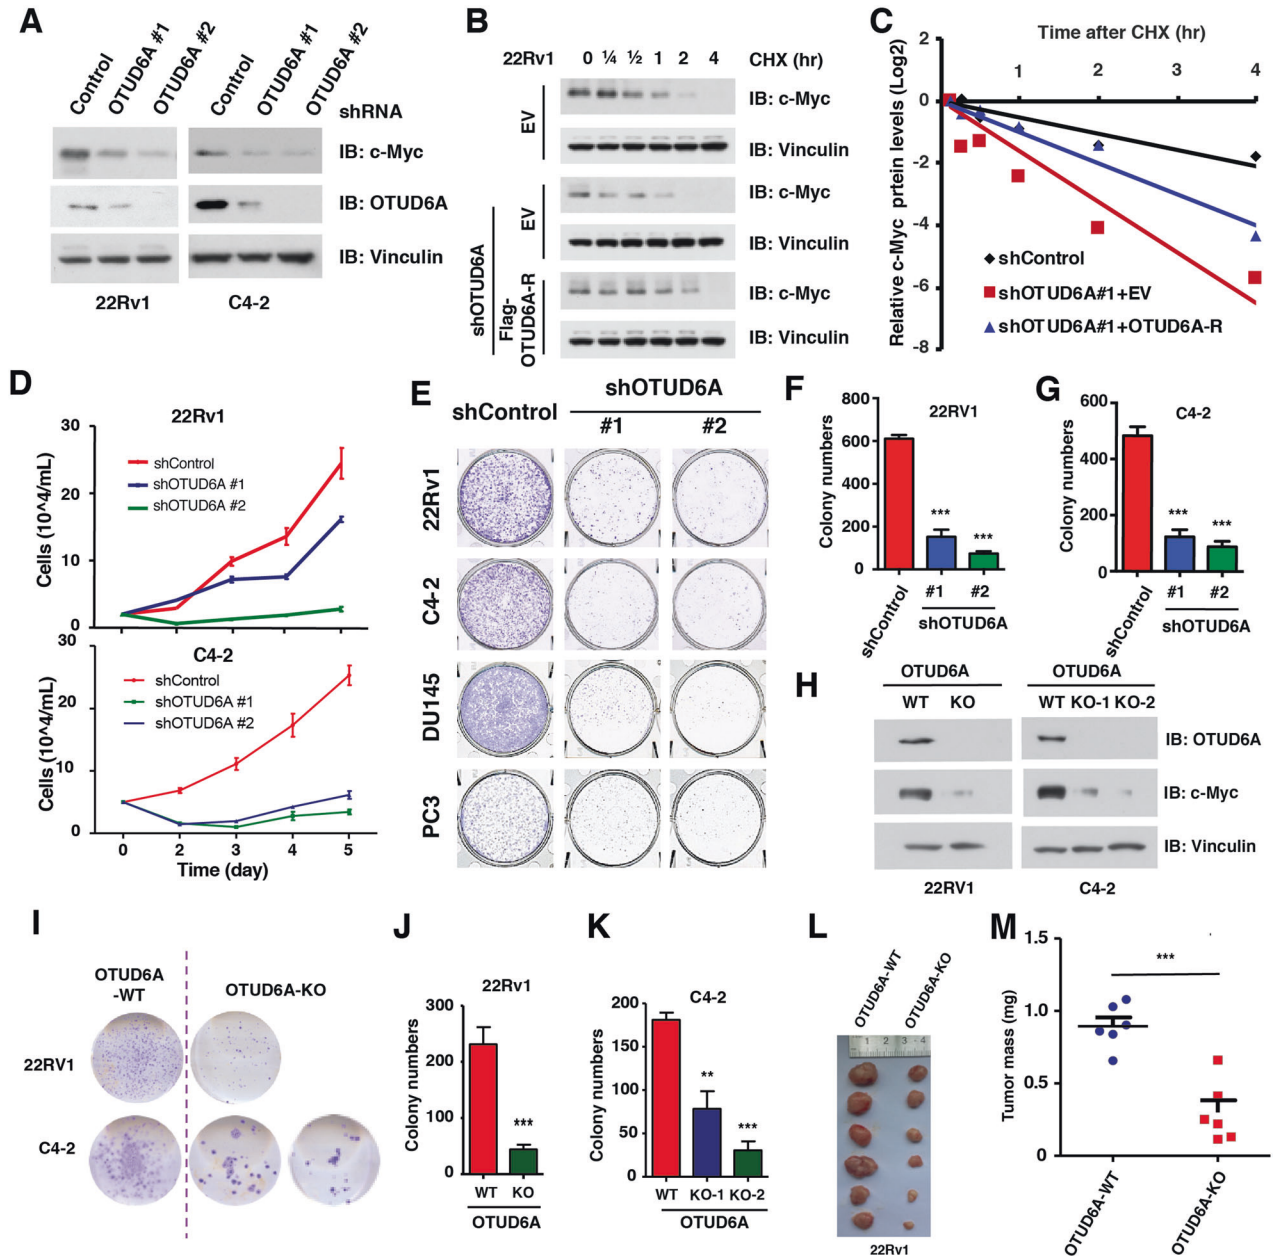 A
Control
OTUD6A #1
OTUD6A #2
Control
OTUD6A #1
OTUD6A #2
shRNA
IB: c-Myc
IB: OTUD6A
IB: Vinculin
22Rv1
C4-2
B
22Rv1 0 ¼ ½ 1 2 4 CHX (hr)
EV
IB: c-Myc
IB: Vinculin
shOTUD6A
EV
IB: c-Myc
IB: Vinculin
Flag-
OTUD6A-R
IB: c-Myc
IB: Vinculin
C
Time after CHX (hr)
1 2 3 4
2
0
-2
-4
-6
-8
Relative c-Myc prtein levels (Log2)
shControl
shOTUD6A#1+EV
shOTUD6A#1+OTUD6A-R
D
22Rv1
30
20
10
0
Cells (10^4/mL)
shControl
shOTUD6A #1
shOTUD6A #2
C4-2
30
20
10
0
Cells (10^4/mL)
shControl
shOTUD6A #1
shOTUD6A #2
0 2 3 4 5
Time (day)
E
shControl
shOTUD6A
#1 #2
22Rv1
C4-2
DU145
PC3
F
22RV1
800
600
400
200
0
Colony numbers
***
***
shControl
#1 #2
shOTUD6A
G
C4-2
600
400
200
0
Colony numbers
***
***
shControl
#1 #2
shOTUD6A
H
OTUD6A
WT KO
OTUD6A
WT KO-1 KO-2
IB: OTUD6A
IB: c-Myc
IB: Vinculin
22RV1
C4-2
I
OTUD6A
-WT
OTUD6A-KO
22RV1
C4-2
J
22Rv1
300
200
100
0
Colony numbers
***
WT KO
OTUD6A
K
C4-2
200
150
100
50
0
Colony numbers
**
***
WT KO-1 KO-2
OTUD6A
L
OTUD6A-WT
OTUD6A-KO
1 2 3 4
22Rv1
M
1.5
1.0
0.5
0
Tumor mass (mg)
***
OTUD6A-WT
OTUD6A-KO